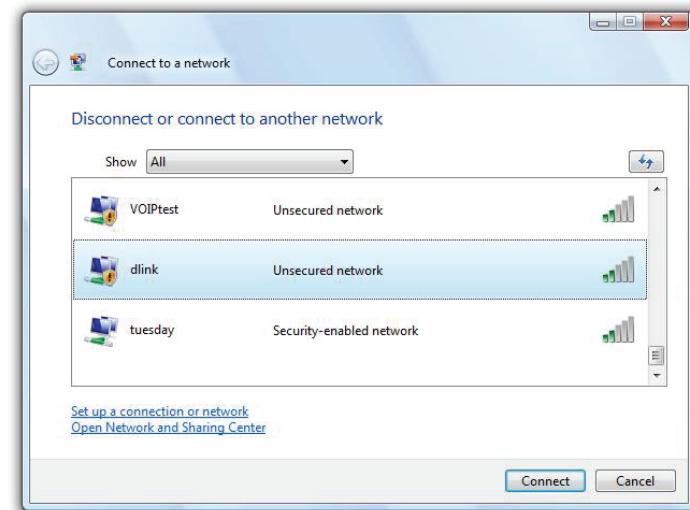 Connect to a network
Disconnect or connect to another network
Show All
VOIPtest Unsecured network
dlink Unsecured network
tuesday Security-enabled network
Set up a connection or network
Open Network and Sharing Center
Connect Cancel